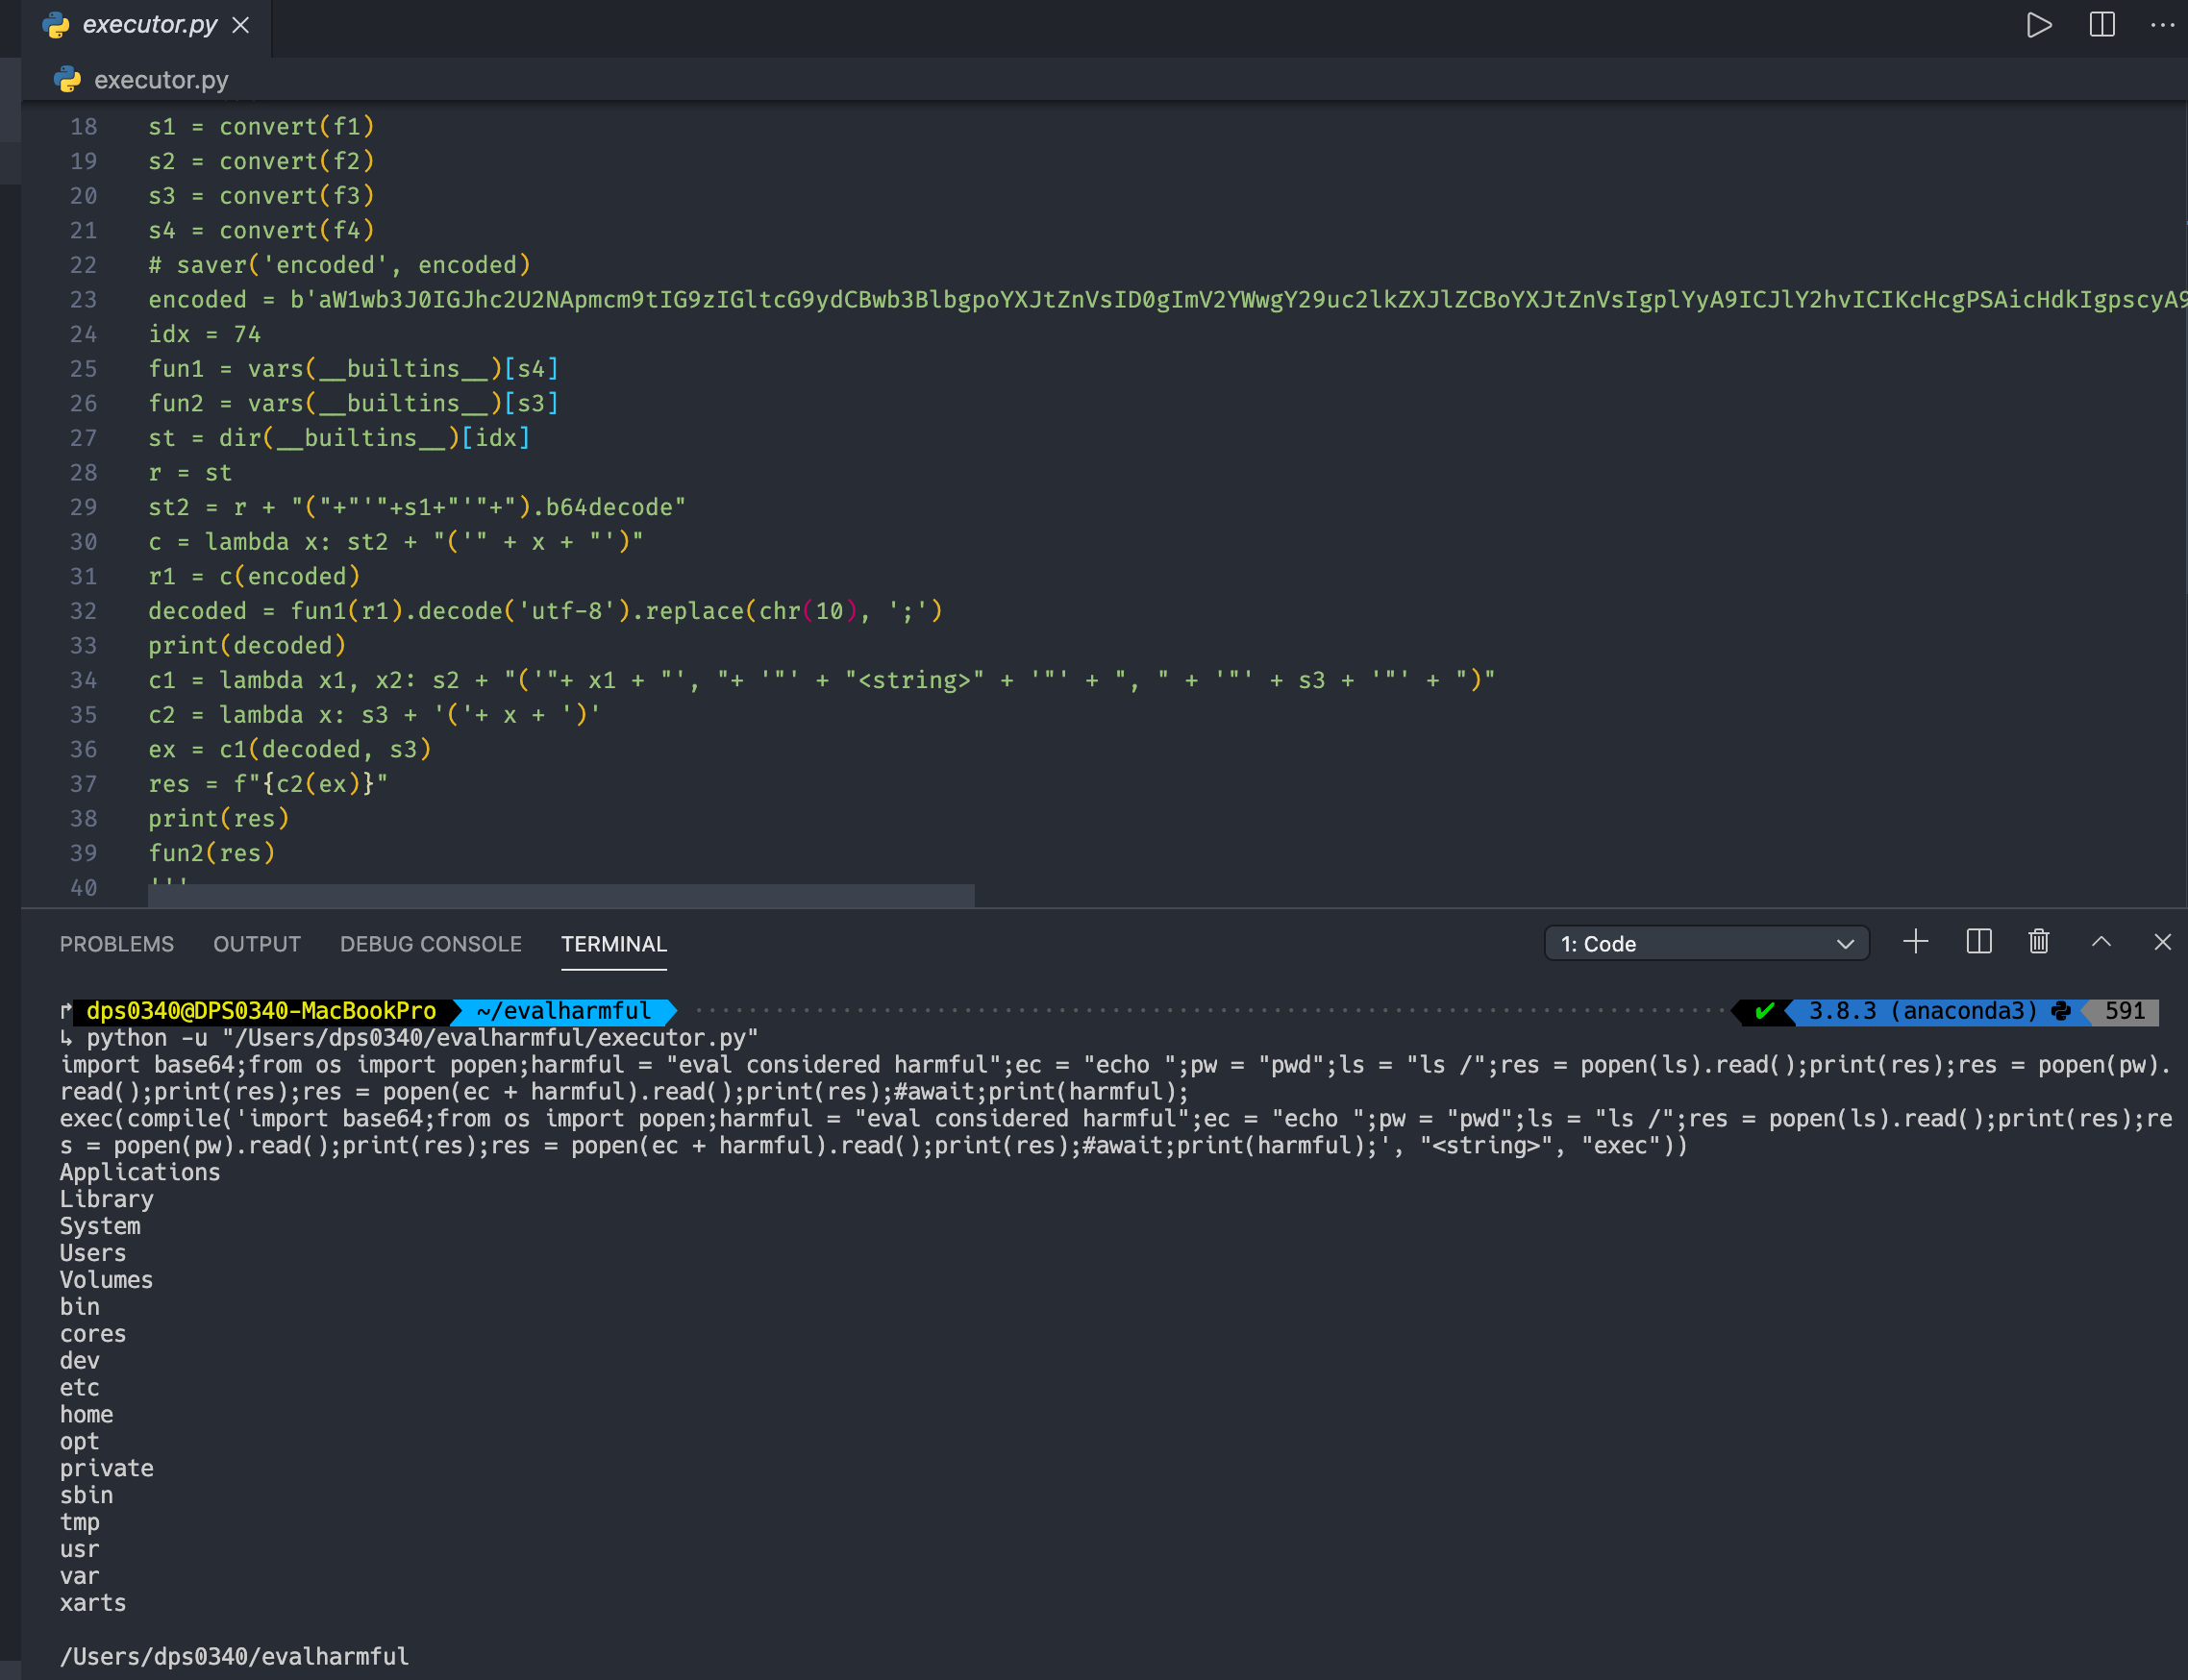 executor.py
executor.py
18 s1 = convert(f1)
19 s2 = convert(f2)
20 s3 = convert(f3)
21 s4 = convert(f4)
22 # saver('encoded', encoded)
23 encoded = b'aW1wb3J0IGJhc2U2NApmcm9tIG9zIGltcG9ydCBwb3BlbgpoYXJtZnVsID0gImV2YWwgY29uc2lkZXJlZCBoYXJtZnVsIgplYyA9ICJlY2hvICIKcHcgPSAicHdkIgpscyA9
24 idx = 74
25 fun1 = vars(__builtins__)[s4]
26 fun2 = vars(__builtins__)[s3]
27 st = dir(__builtins__)[idx]
28 r = st
29 st2 = r + "("+"'"+s1+"'"+").b64decode"
30 c = lambda x: st2 + "('" + x + "')"
31 r1 = c(encoded)
32 decoded = fun1(r1).decode('utf-8').replace(chr(10), ';')
33 print(decoded)
34 c1 = lambda x1, x2: s2 + "('"+ x1 + "', "+ '"' + "<string>" + '"' + ", " + '"' + s3 + '"' + ")"
35 c2 = lambda x: s3 + '('+ x + ')'
36 ex = c1(decoded, s3)
37 res = f"{c2(ex)}"
38 print(res)
39 fun2(res)
40 '''
PROBLEMS OUTPUT DEBUG CONSOLE TERMINAL 1: Code
dps0340@DPS0340-MacBookPro ~/evalharmful ✔ 3.8.3 (anaconda3) 591
↳ python -u "/Users/dps0340/evalharmful/executor.py"
import base64;from os import popen;harmful = "eval considered harmful";ec = "echo ";pw = "pwd";ls = "ls /";res = popen(ls).read();print(res);res = popen(pw).
read();print(res);res = popen(ec + harmful).read();print(res);#await;print(harmful);
exec(compile('import base64;from os import popen;harmful = "eval considered harmful";ec = "echo ";pw = "pwd";ls = "ls /";res = popen(ls).read();print(res);re
s = popen(pw).read();print(res);res = popen(ec + harmful).read();print(res);#await;print(harmful);', "<string>", "exec"))
Applications
Library
System
Users
Volumes
bin
cores
dev
etc
home
opt
private
sbin
tmp
usr
var
xarts
/Users/dps0340/evalharmful